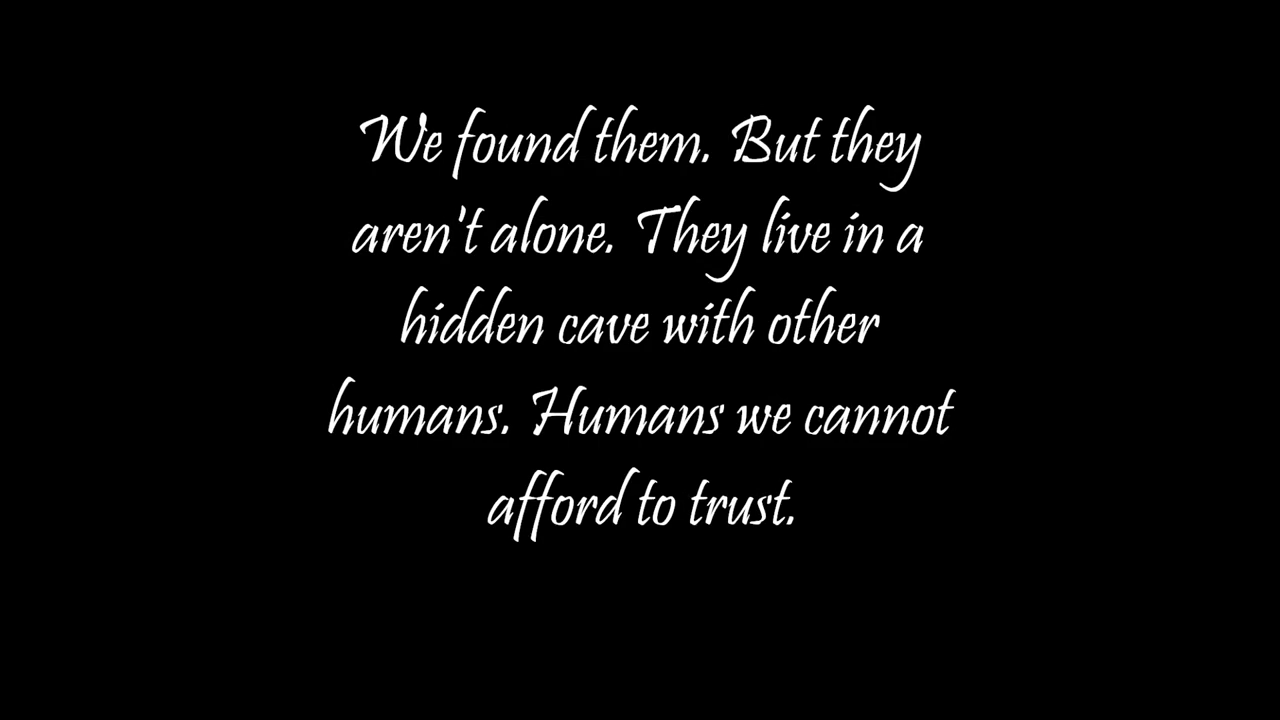 We found them. But they
aren't alone. They live in a
hidden cave with other
humans. Humans we cannot
afford to trust.